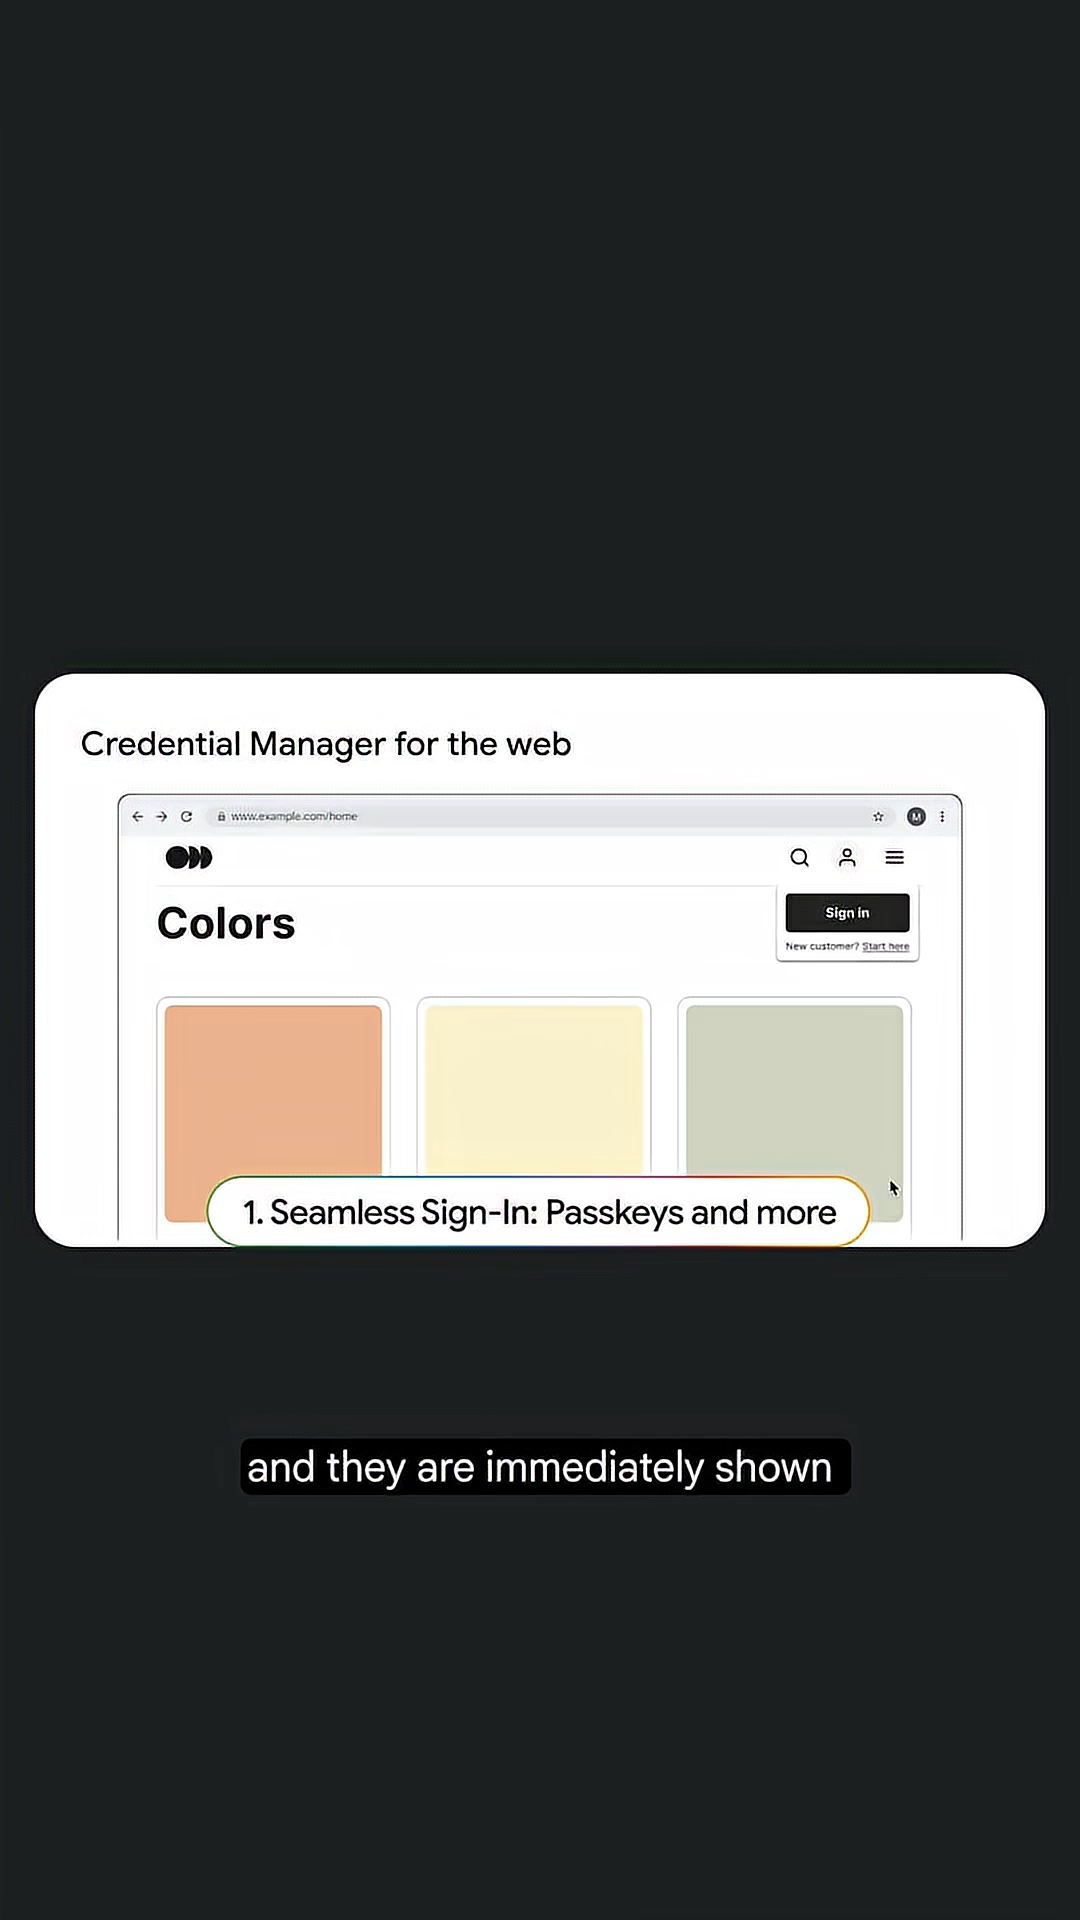 Credential Manager for the web
www.example.com/home
M
Colors
Sign in
New customer? Start here
1. Seamless Sign-In: Passkeys and more
and they are immediately shown